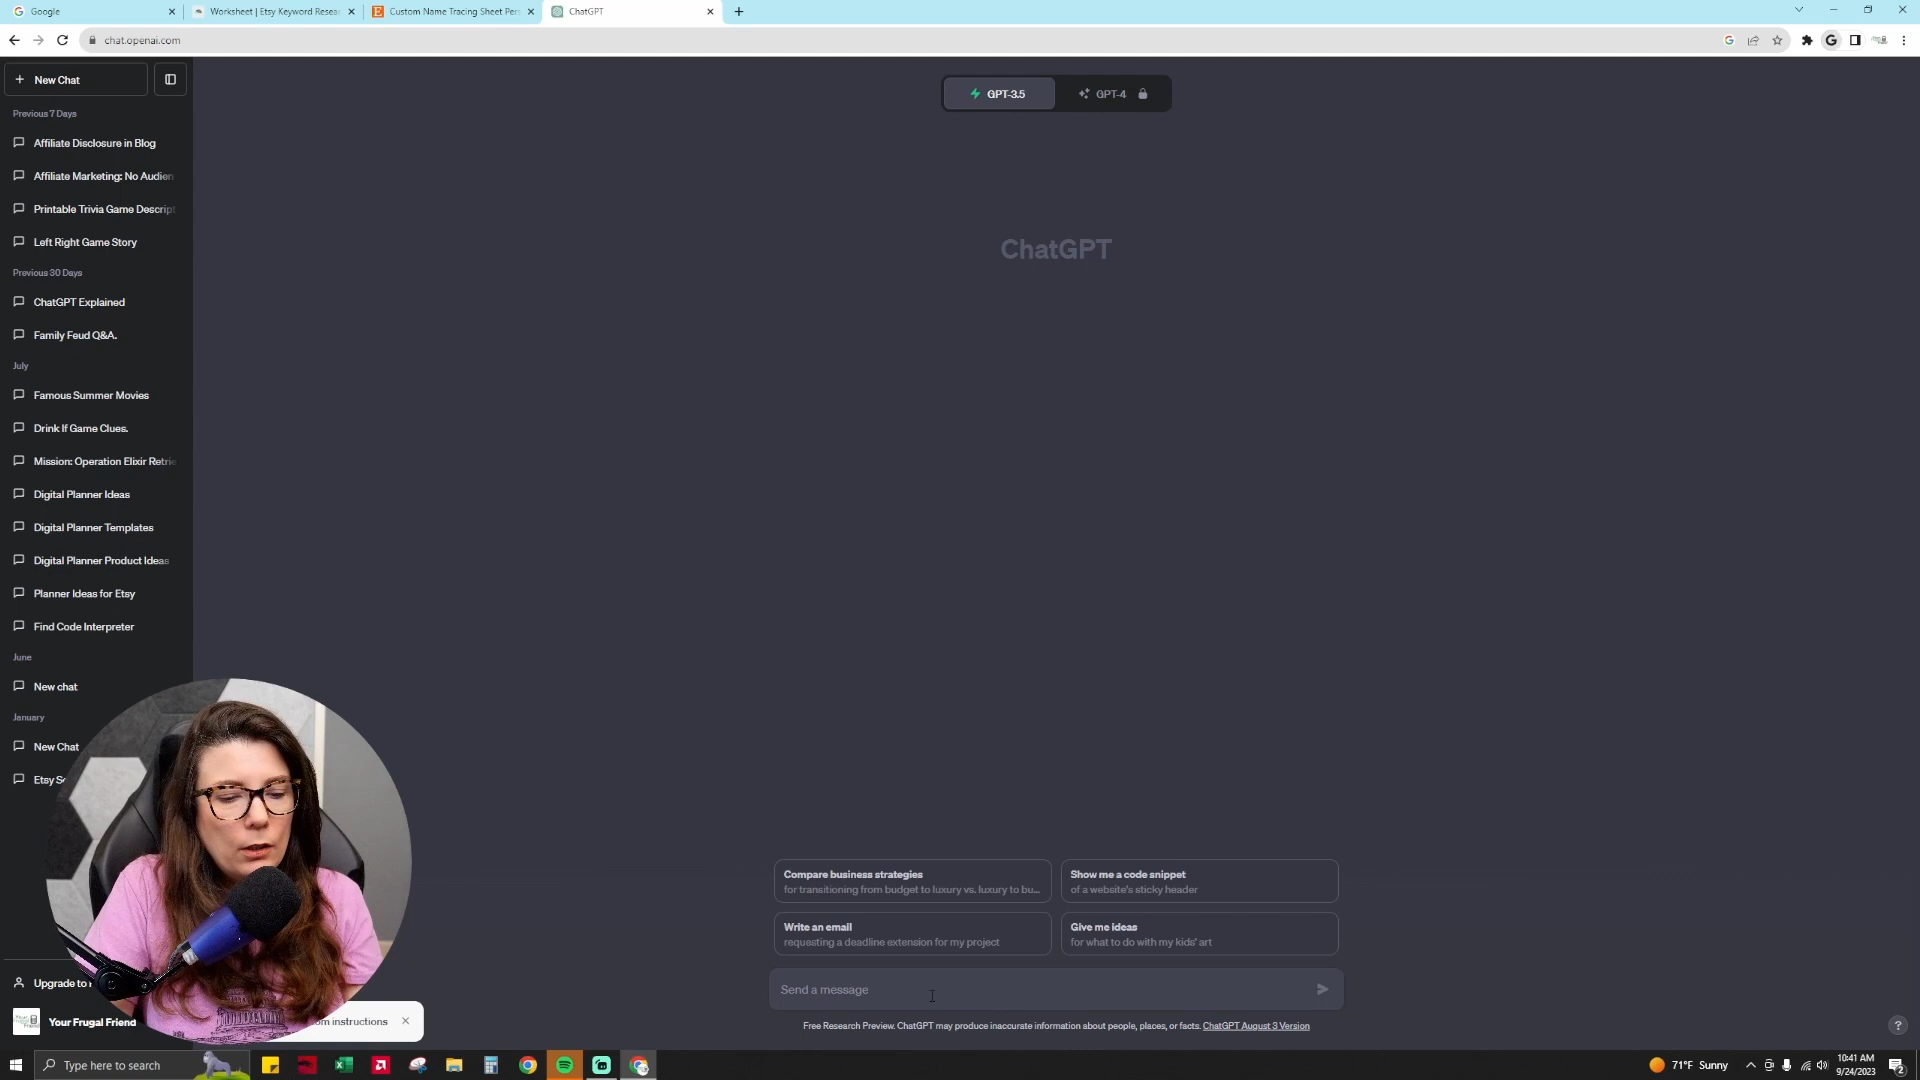 Google
Worksheet | Etsy Keyword Resear
Custom Name Tracing Sheet Pers
ChatGPT
chat.openai.com
New Chat
GPT-3.5
GPT-4
Previous 7 Days
Affiliate Disclosure in Blog
Affiliate Marketing: No Audien
Printable Trivia Game Descript
Left Right Game Story
ChatGPT
Previous 30 Days
ChatGPT Explained
Family Feud Q&A.
July
Famous Summer Movies
Drink If Game Clues.
Mission: Operation Elixir Retrie
Digital Planner Ideas
Digital Planner Templates
Digital Planner Product Ideas
Planner Ideas for Etsy
Find Code Interpreter
June
New chat
January
New Chat
Etsy Se
Compare business strategies
for transitioning from budget to luxury vs. luxury to bu...
Show me a code snippet
of a website's sticky header
Write an email
requesting a deadline extension for my project
Give me ideas
for what to do with my kids' art
Upgrade to
Send a message
Your Frugal Friend
instructions
Free Research Preview. ChatGPT may produce inaccurate information about people, places, or facts. ChatGPT August 3 Version
?
Type here to search
71°F Sunny
10:41 AM
9/24/2023
2